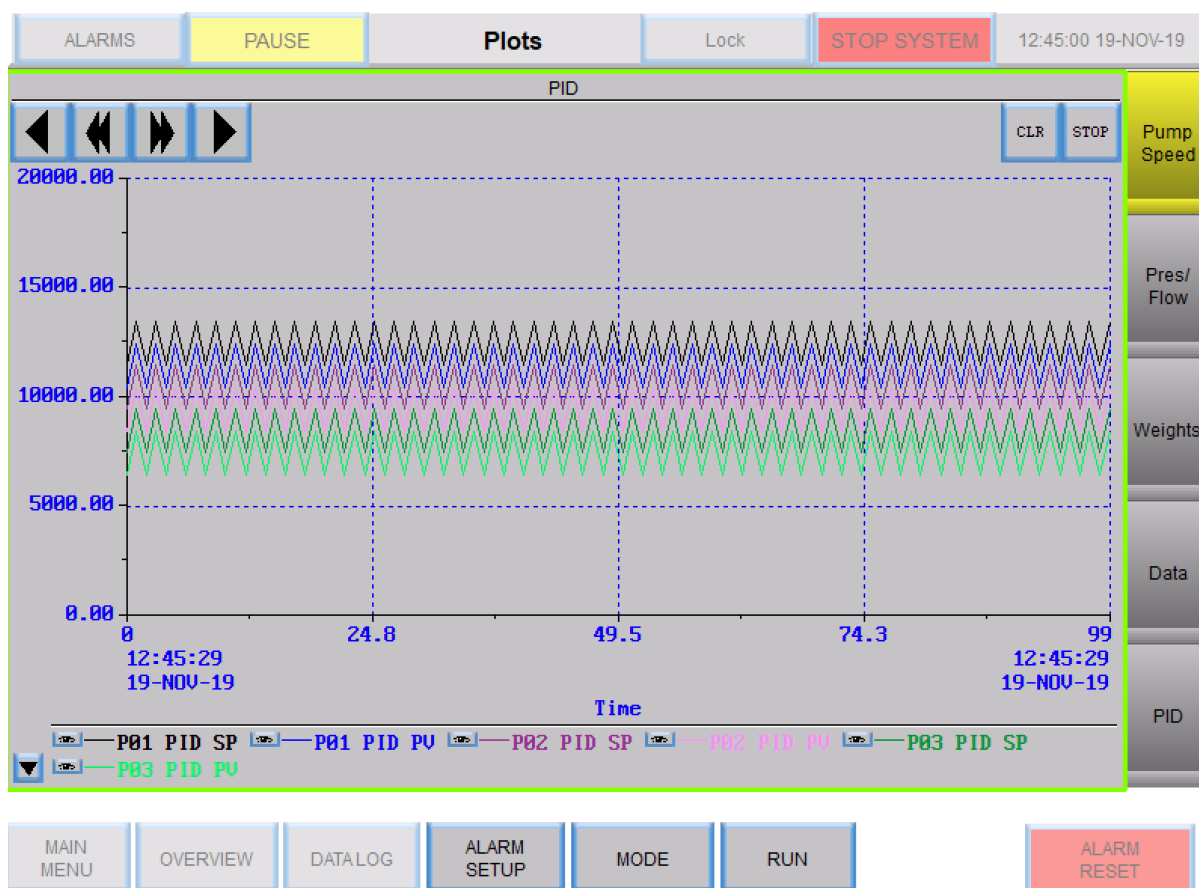 ALARMS PAUSE Plots Lock STOP SYSTEM 12:45:00 19-NOV-19
PID
CLR STOP
Pump
Speed
Pres/
Flow
Weights
Data
PID
20000.00
15000.00
10000.00
5000.00
0.00
0 24.8 49.5 74.3 99
12:45:29 12:45:29
19-NOV-19 19-NOV-19
Time
P01 PID SP P01 PID PV P02 PID SP P02 PID PV P03 PID SP
P03 PID PV
MAIN
MENU
OVERVIEW
DATALOG
ALARM
SETUP
MODE
RUN
ALARM
RESET